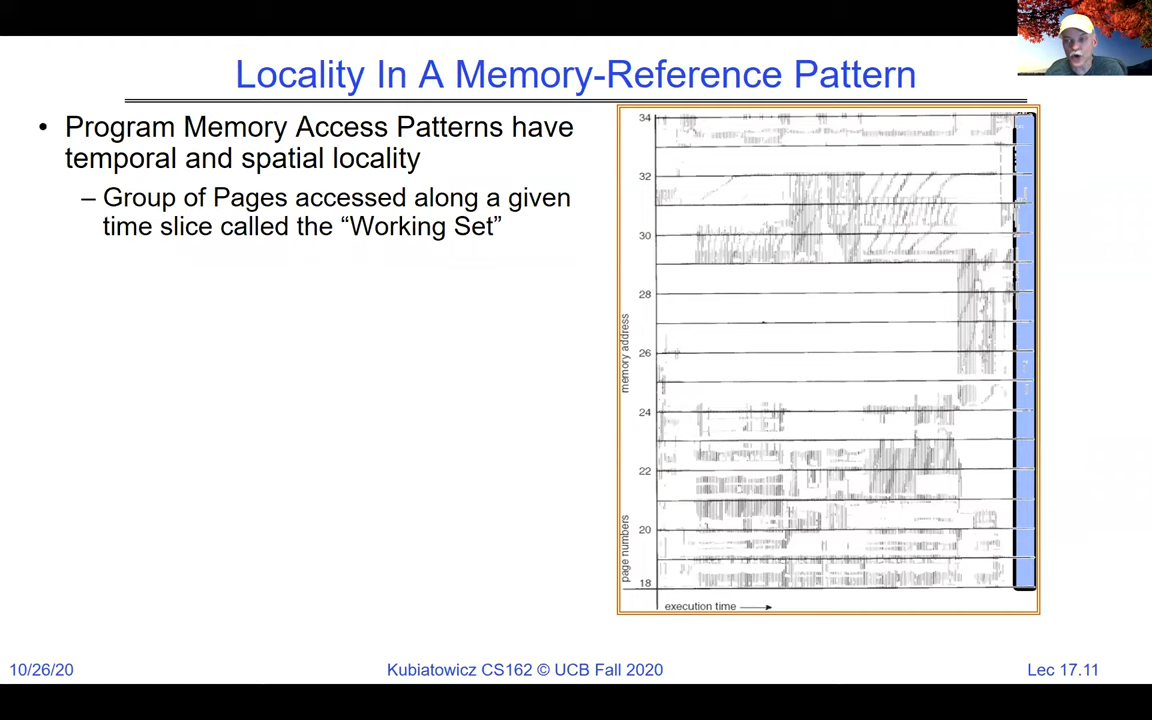 Locality In A Memory-Reference Pattern
• Program Memory Access Patterns have
temporal and spatial locality
– Group of Pages accessed along a given
time slice called the “Working Set”
34
32
30
28
26
24
22
20
18
memory address
page numbers
execution time
10/26/20
Kubiatowicz CS162 © UCB Fall 2020
Lec 17.11